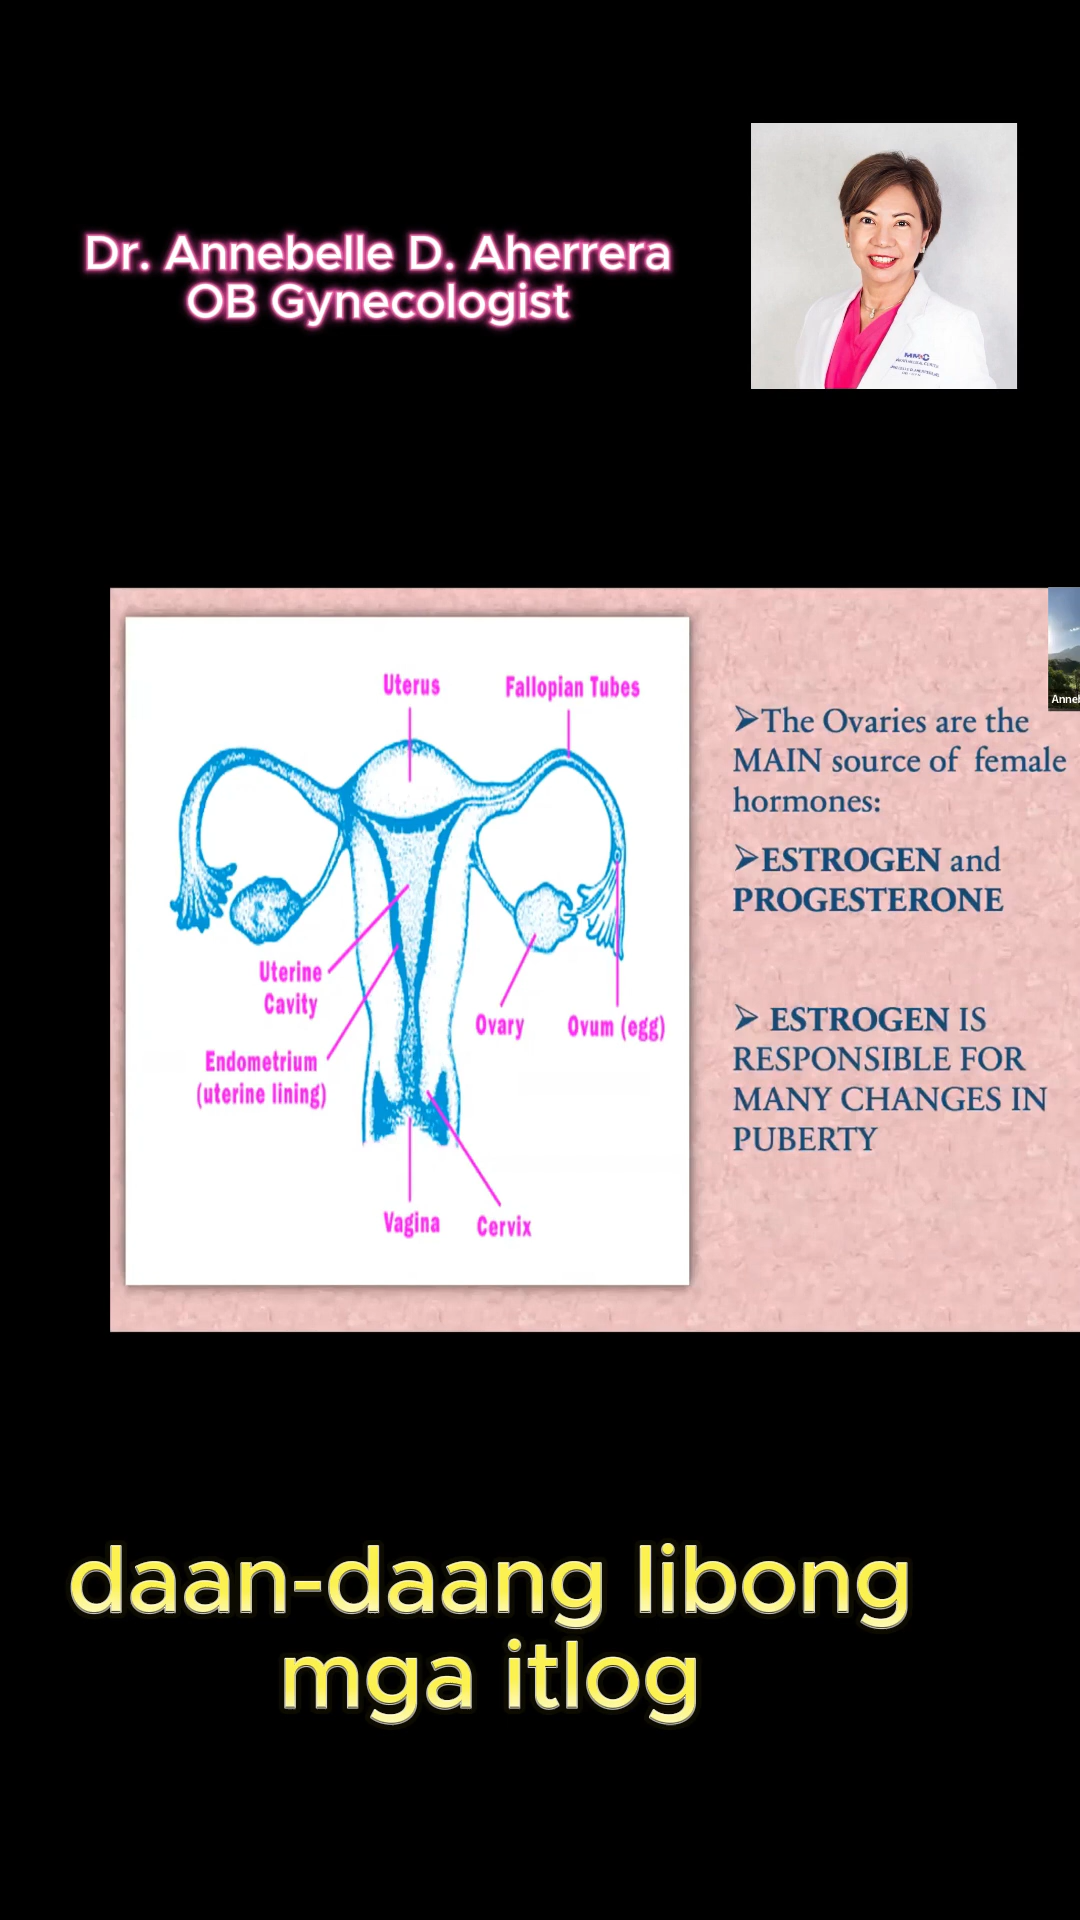 Dr. Annebelle D. Aherrera
OB Gynecologist
MMC
Uterus
Fallopian Tubes
Uterine
Cavity
Endometrium
(uterine lining)
Ovary
Ovum (egg)
Vagina
Cervix
➢The Ovaries are the
MAIN source of female
hormones:
➢ESTROGEN and
PROGESTERONE
➢ ESTROGEN IS
RESPONSIBLE FOR
MANY CHANGES IN
PUBERTY
daan-daang libong
mga itlog